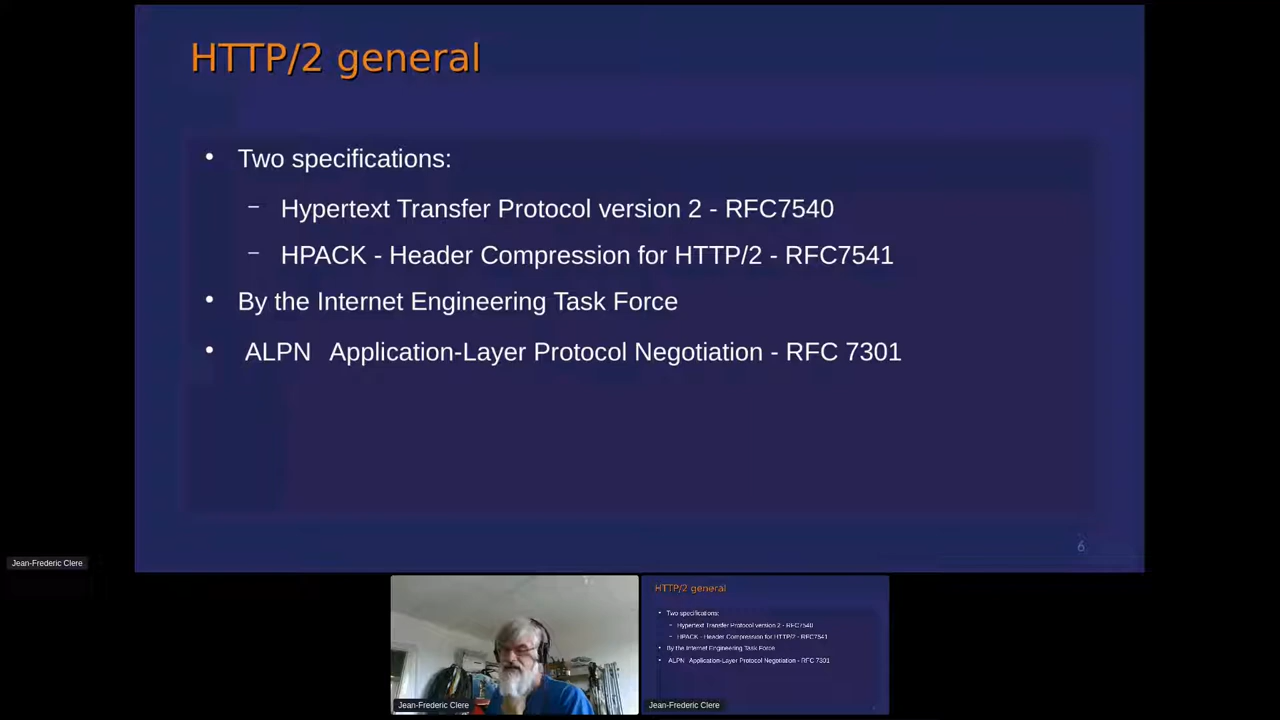 HTTP/2 general
• Two specifications:
– Hypertext Transfer Protocol version 2 - RFC7540
– HPACK - Header Compression for HTTP/2 - RFC7541
• By the Internet Engineering Task Force
• ALPN Application-Layer Protocol Negotiation - RFC 7301
6
Jean-Frederic Clere
HTTP/2 general
• Two specifications:
– Hypertext Transfer Protocol version 2 - RFC7540
– HPACK - Header Compression for HTTP/2 - RFC7541
• By the Internet Engineering Task Force
• ALPN Application-Layer Protocol Negotiation - RFC 7301
Jean-Frederic Clere
Jean-Frederic Clere